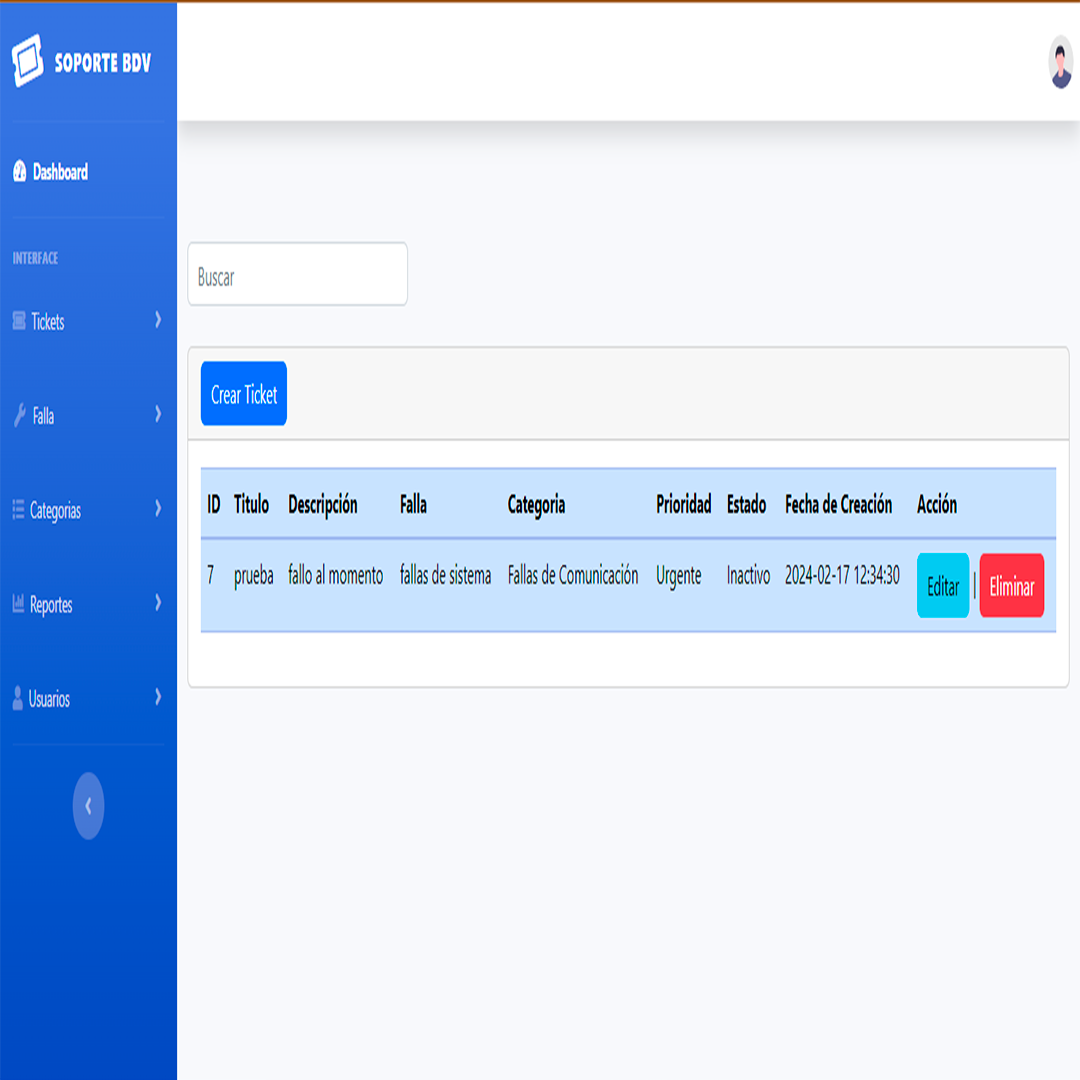 SOPORTE BDV
Dashboard
INTERFACE
Tickets
Falla
Categorias
Reportes
Usuarios
Buscar
Crear Ticket
ID Titulo Descripción Falla Categoria Prioridad Estado Fecha de Creación Acción
7 prueba fallo al momento fallas de sistema Fallas de Comunicación Urgente Inactivo 2024-02-17 12:34:30 Editar | Eliminar